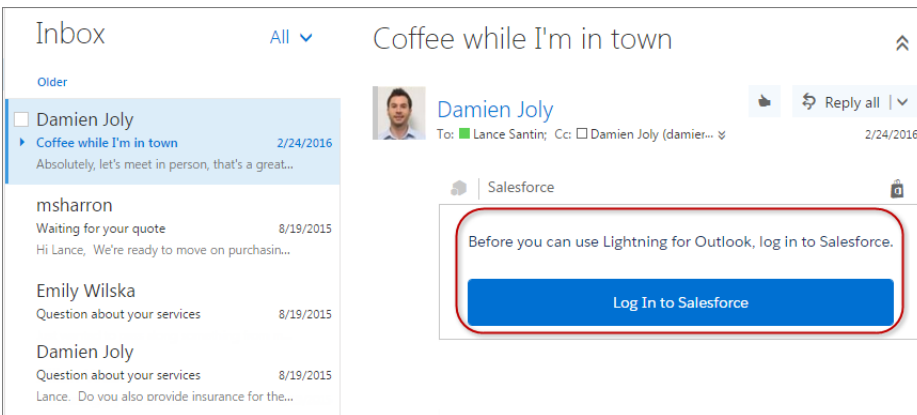 Inbox
All
Older
Damien Joly
Coffee while I'm in town 2/24/2016
Absolutely, let's meet in person, that's a great...
msharron
Waiting for your quote 8/19/2015
Hi Lance, We're ready to move on purchasin...
Emily Wilska
Question about your services 8/19/2015
Damien Joly
Question about your services 8/19/2015
Lance. Do you also provide insurance for the...
Coffee while I'm in town
Damien Joly
Reply all
To: Lance Santin; Cc: Damien Joly (damier... 2/24/2016
Salesforce
Before you can use Lightning for Outlook, log in to Salesforce.
Log In to Salesforce